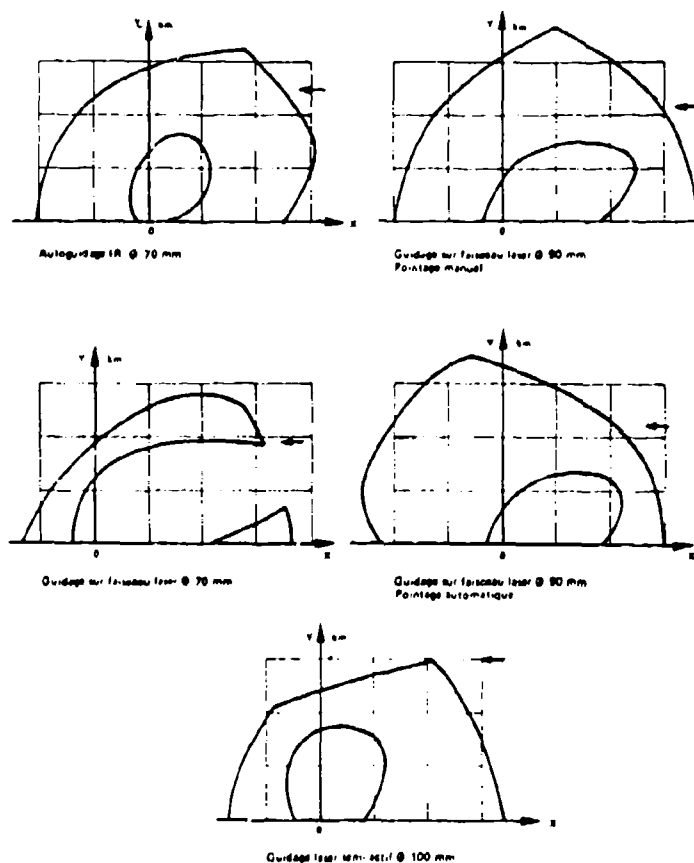 Y km
0
X
Autoguidage IR Ø 70 mm
Y km
0
X
Guidage sur faisceau laser Ø 90 mm
Pointage manuel
Y km
0
X
Guidage sur faisceau laser Ø 70 mm
Y km
0
X
Guidage sur faisceau laser Ø 90 mm
Pointage automatique
Y km
0
X
Guidage laser semi-actif Ø 100 mm